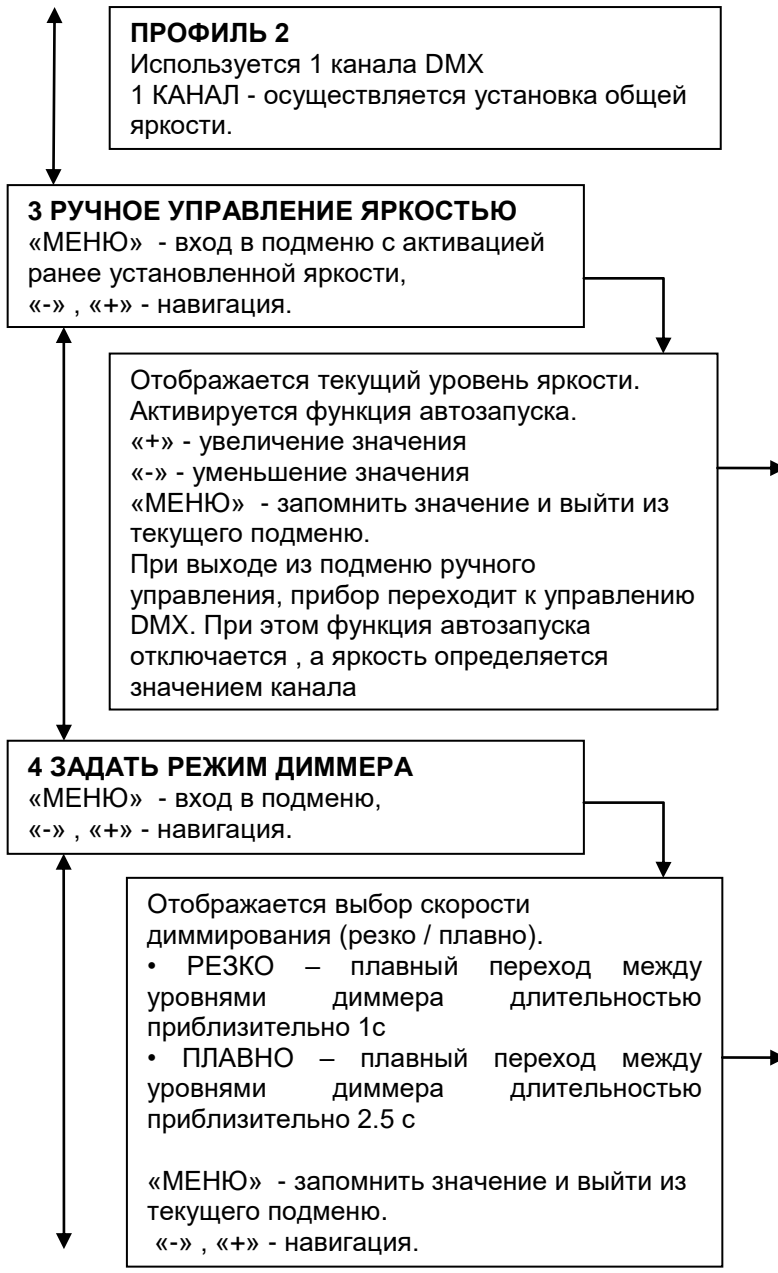 ПРОФИЛЬ 2
Используется 1 канала DMX
1 КАНАЛ - осуществляется установка общей
яркости.
3 РУЧНОЕ УПРАВЛЕНИЕ ЯРКОСТЬЮ
«МЕНЮ» - вход в подменю с активацией
ранее установленной яркости,
«-» , «+» - навигация.
Отображается текущий уровень яркости.
Активируется функция автозапуска.
«+» - увеличение значения
«-» - уменьшение значения
«МЕНЮ» - запомнить значение и выйти из
текущего подменю.
При выходе из подменю ручного
управления, прибор переходит к управлению
DMX. При этом функция автозапуска
отключается , а яркость определяется
значением канала
4 ЗАДАТЬ РЕЖИМ ДИММЕРА
«МЕНЮ» - вход в подменю,
«-» , «+» - навигация.
Отображается выбор скорости
диммирования (резко / плавно).
• РЕЗКО – плавный переход между
уровнями диммера длительностью
приблизительно 1с
• ПЛАВНО – плавный переход между
уровнями диммера длительностью
приблизительно 2.5 с
«МЕНЮ» - запомнить значение и выйти из
текущего подменю.
«-» , «+» - навигация.